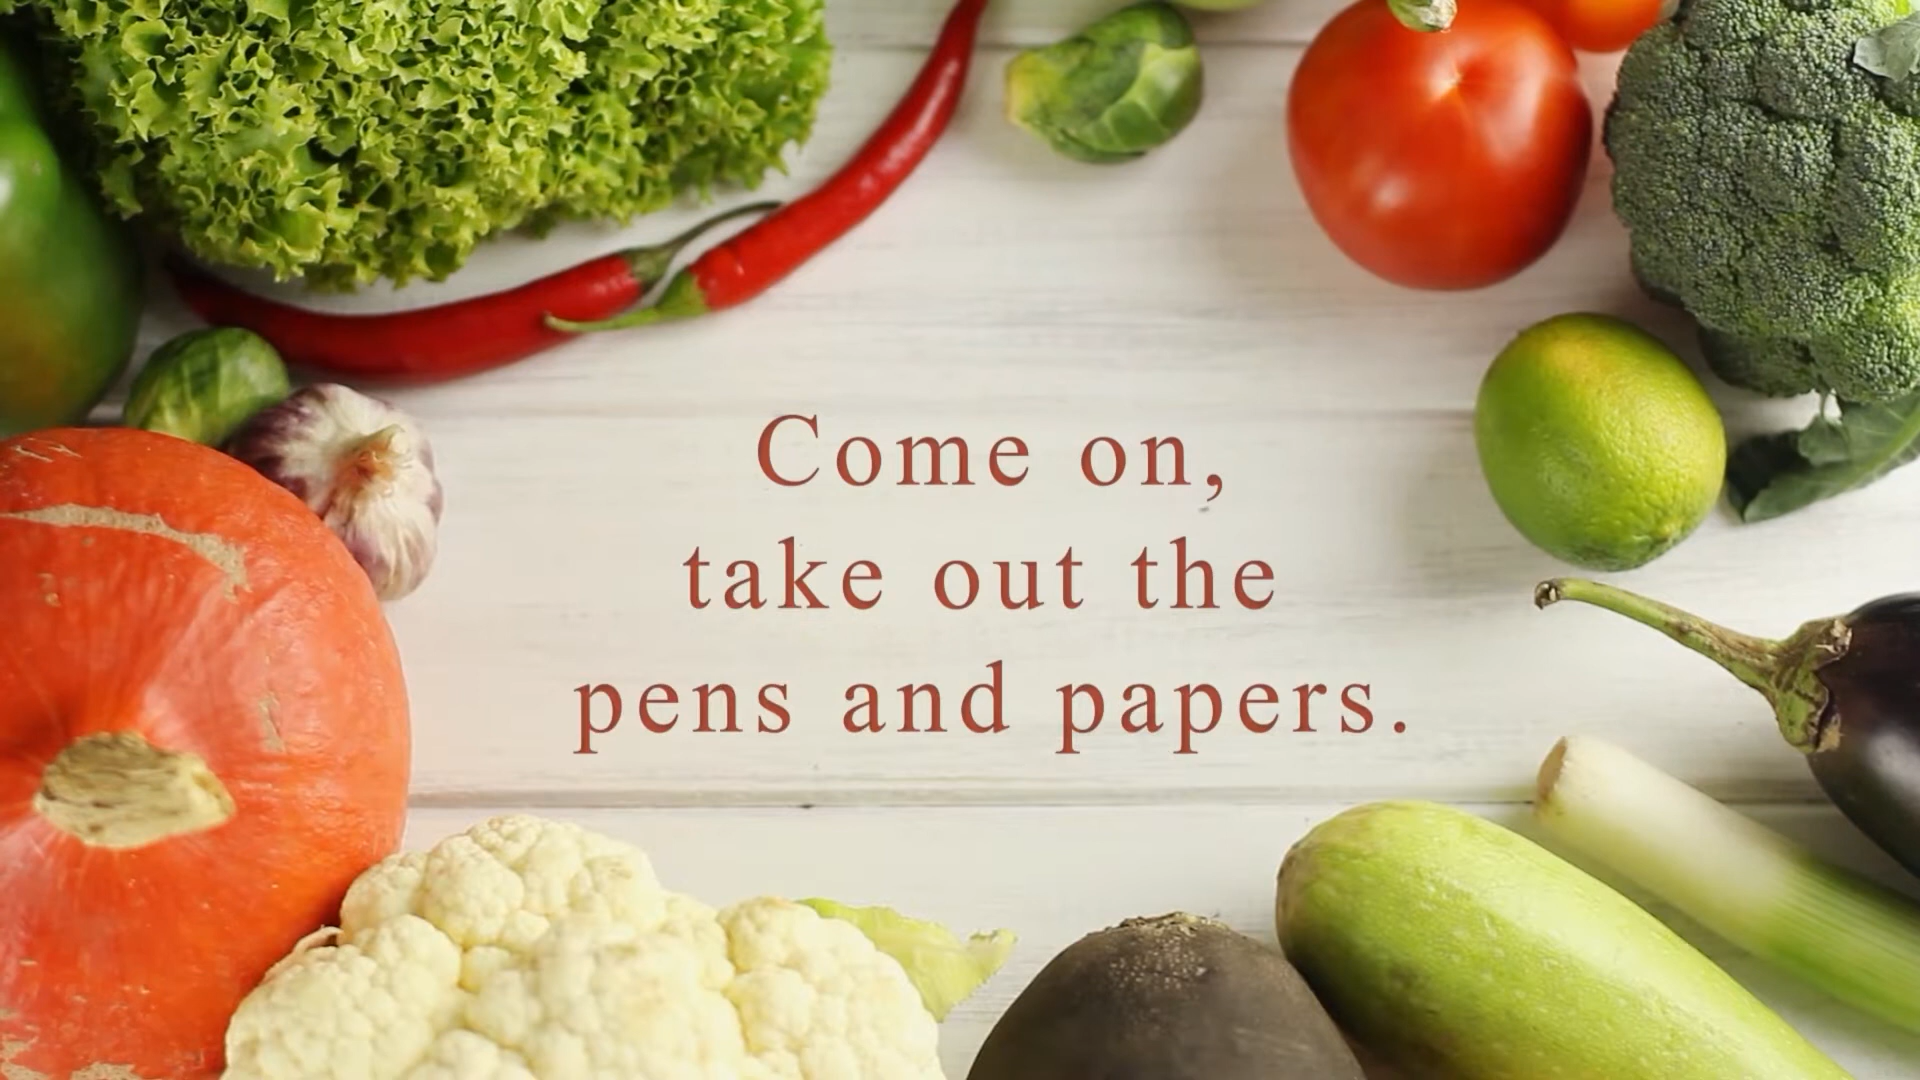 Come on,
take out the
pens and papers.